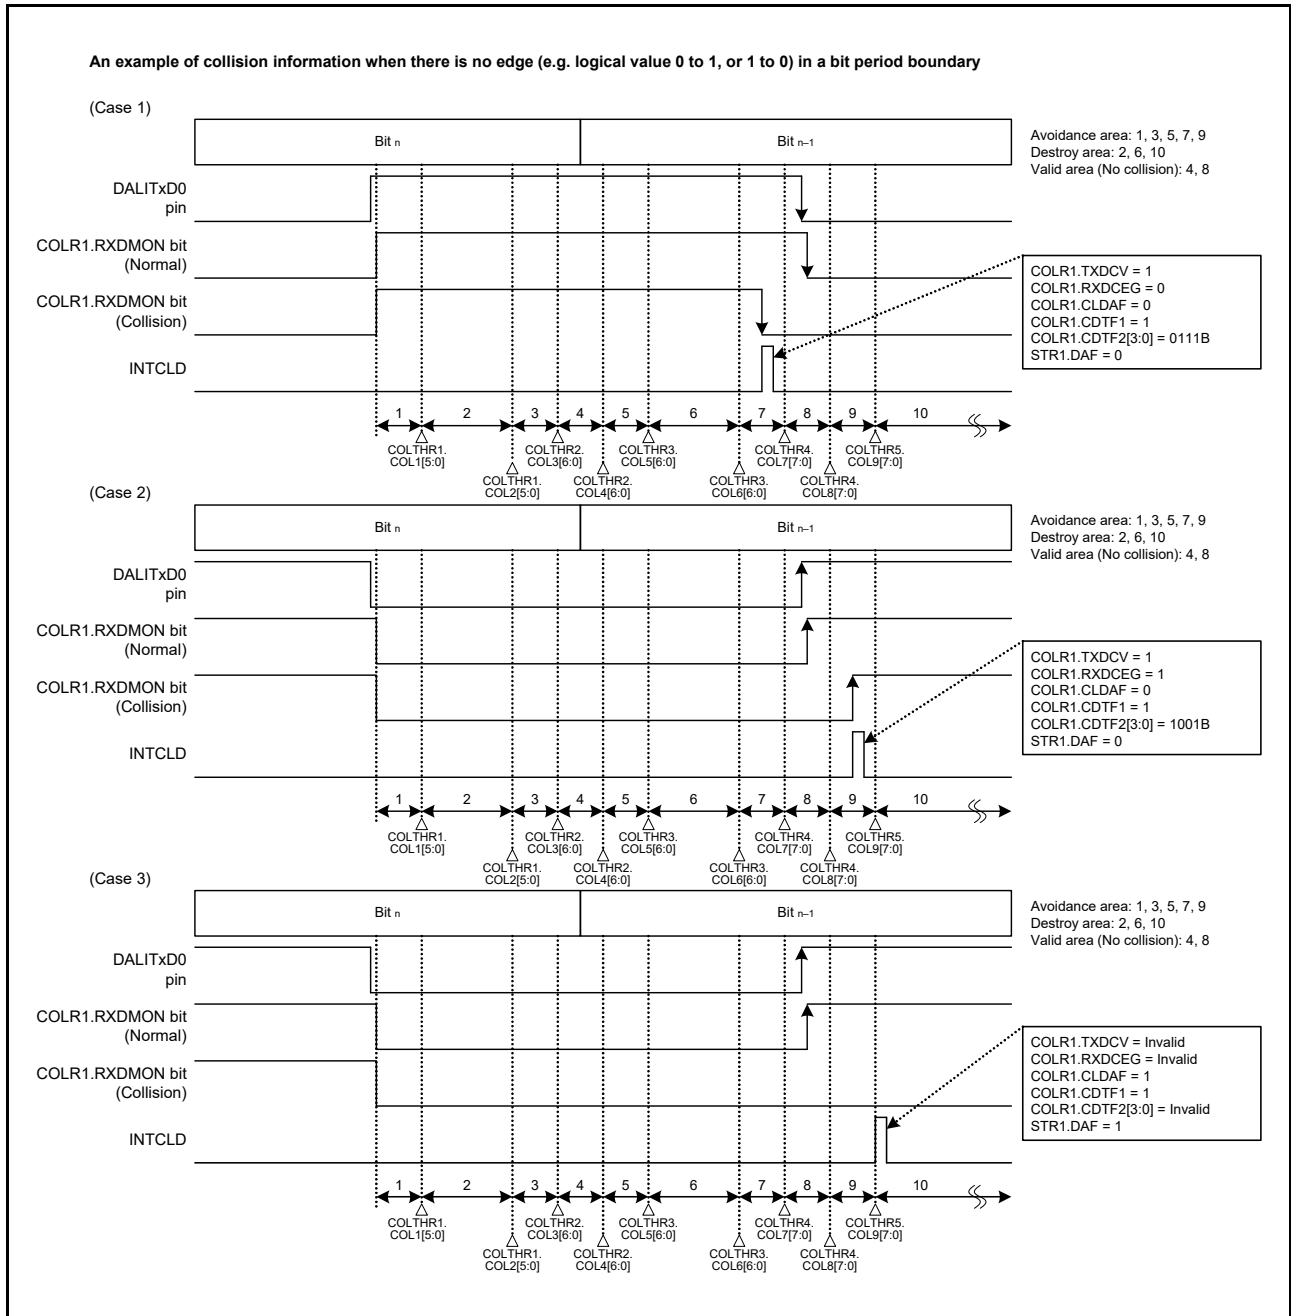 An example of collision information when there is no edge (e.g. logical value 0 to 1, or 1 to 0) in a bit period boundary
(Case 1)
Bit n
Bit n–1
Avoidance area: 1, 3, 5, 7, 9
Destroy area: 2, 6, 10
Valid area (No collision): 4, 8
DALITxD0
pin
COLR1.RXDMON bit
(Normal)
COLR1.RXDMON bit
(Collision)
INTCLD
COLR1.TXDCV = 1
COLR1.RXDCEG = 0
COLR1.CLDAF = 0
COLR1.CDTF1 = 1
COLR1.CDTF2[3:0] = 0111B
STR1.DAF = 0
1 2 3 4 5 6 7 8 9 10
COLTHR1. COLTHR2. COLTHR3. COLTHR4. COLTHR5.
COL1[5:0] COL3[6:0] COL5[6:0] COL7[7:0] COL9[7:0]
COLTHR1. COLTHR2. COLTHR3. COLTHR4.
COL2[5:0] COL4[6:0] COL6[6:0] COL8[7:0]
(Case 2)
Bit n
Bit n–1
Avoidance area: 1, 3, 5, 7, 9
Destroy area: 2, 6, 10
Valid area (No collision): 4, 8
DALITxD0
pin
COLR1.RXDMON bit
(Normal)
COLR1.RXDMON bit
(Collision)
INTCLD
COLR1.TXDCV = 1
COLR1.RXDCEG = 1
COLR1.CLDAF = 0
COLR1.CDTF1 = 1
COLR1.CDTF2[3:0] = 1001B
STR1.DAF = 0
1 2 3 4 5 6 7 8 9 10
COLTHR1. COLTHR2. COLTHR3. COLTHR4. COLTHR5.
COL1[5:0] COL3[6:0] COL5[6:0] COL7[7:0] COL9[7:0]
COLTHR1. COLTHR2. COLTHR3. COLTHR4.
COL2[5:0] COL4[6:0] COL6[6:0] COL8[7:0]
(Case 3)
Bit n
Bit n–1
Avoidance area: 1, 3, 5, 7, 9
Destroy area: 2, 6, 10
Valid area (No collision): 4, 8
DALITxD0
pin
COLR1.RXDMON bit
(Normal)
COLR1.RXDMON bit
(Collision)
INTCLD
COLR1.TXDCV = Invalid
COLR1.RXDCEG = Invalid
COLR1.CLDAF = 1
COLR1.CDTF1 = 1
COLR1.CDTF2[3:0] = Invalid
STR1.DAF = 1
1 2 3 4 5 6 7 8 9 10
COLTHR1. COLTHR2. COLTHR3. COLTHR4. COLTHR5.
COL1[5:0] COL3[6:0] COL5[6:0] COL7[7:0] COL9[7:0]
COLTHR1. COLTHR2. COLTHR3. COLTHR4.
COL2[5:0] COL4[6:0] COL6[6:0] COL8[7:0]